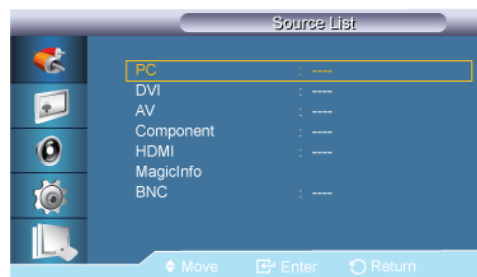 Source List
PC : ----
DVI : ----
AV : ----
Component : ----
HDMI : ----
MagicInfo
BNC : ----
Move Enter Return